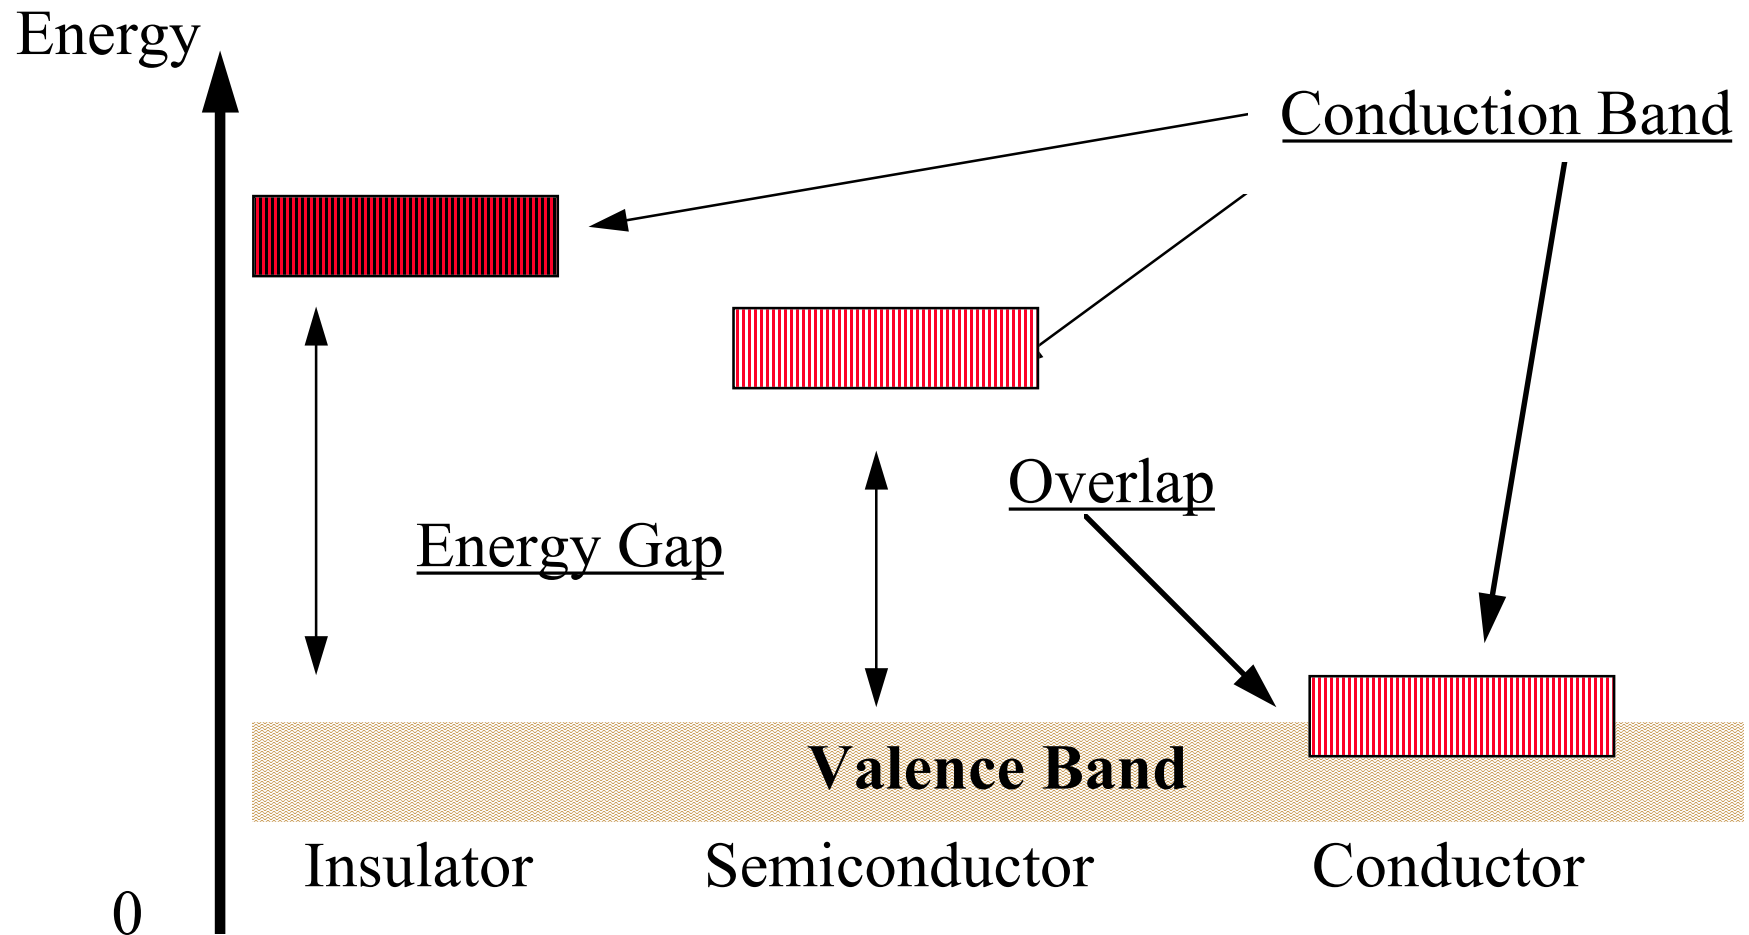 Energy
Conduction Band
Overlap
Energy Gap
Valence Band
Insulator
Semiconductor
Conductor
0